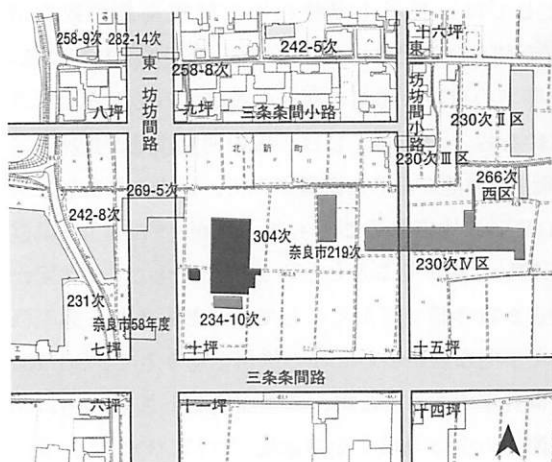 258-9次
282-14次
242-5次
十六坪
258-8次
東一坊坊間路
東
坊坊間小路
八坪
九坪
三条条間小路
230次Ⅱ区
北新町
230次Ⅲ区
266次
西区
269-5次
242-8次
304次
奈良市219次
230次Ⅳ区
231次
奈良市58年度
234-10次
七坪
十坪
十五坪
三条条間路
六坪
十一坪
十四坪